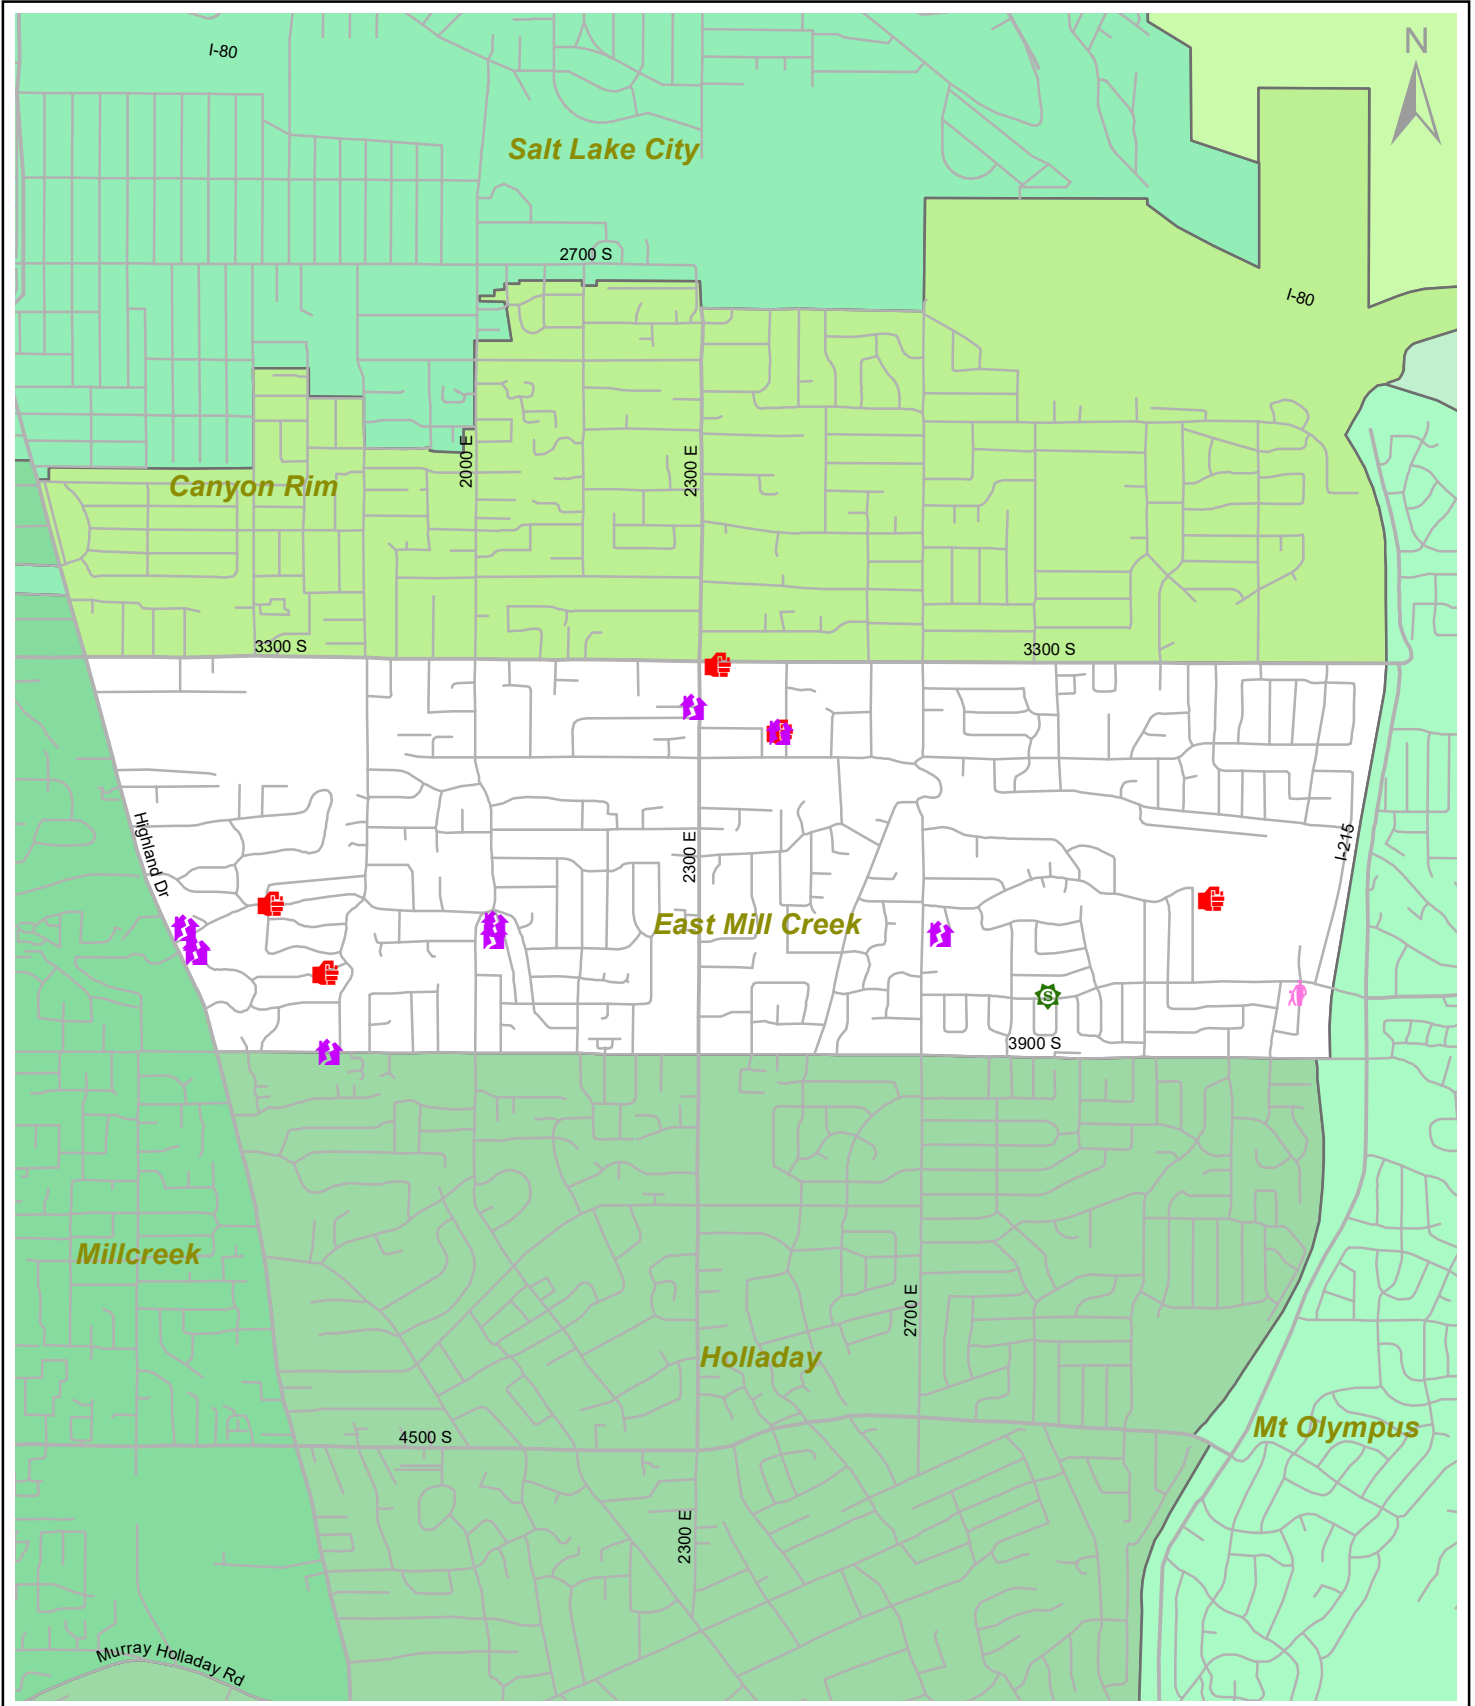 I-80
N
Salt Lake City
2700 S
I-80
2000 E
2300 E
Canyon Rim
3300 S
3300 S
Highland Dr
2300 E
I-215
East Mill Creek
S
3900 S
Millcreek
2700 E
Holladay
Mt Olympus
4500 S
2300 E
Murray Holladay Rd